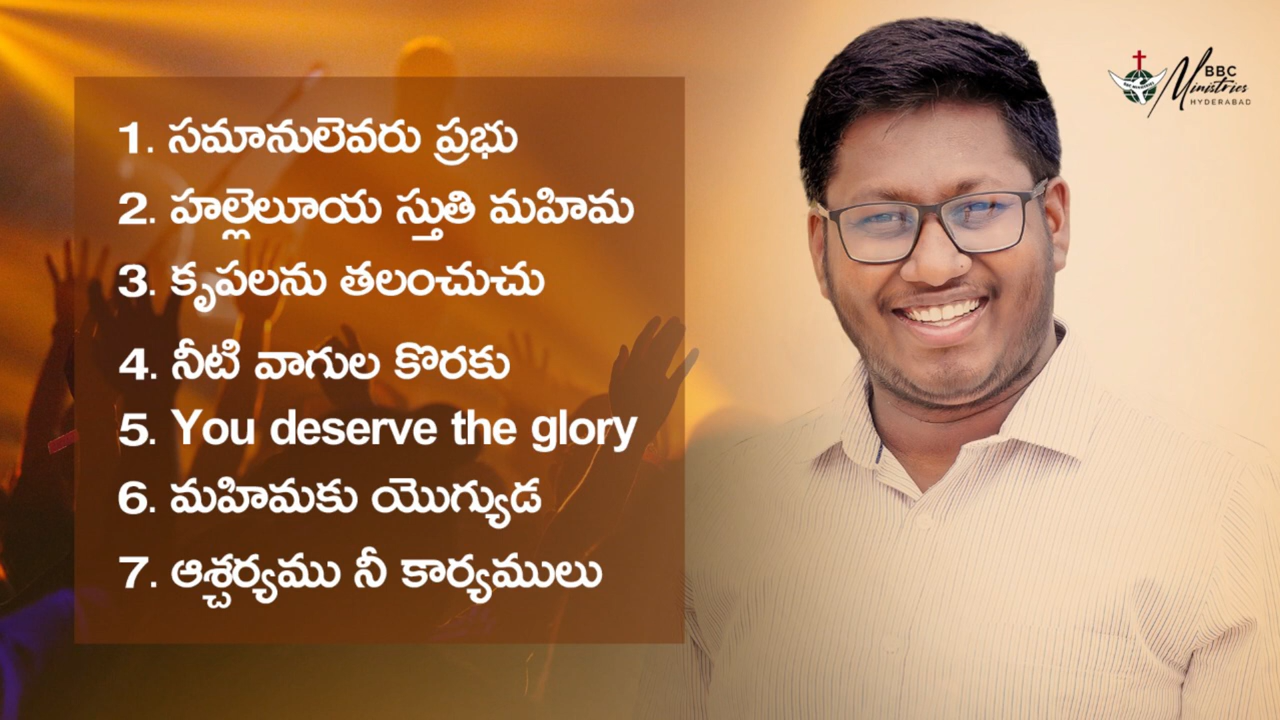 1. సమానులెవరు ప్రభు
2. హల్లెలూయ స్తుతి మహిమ
3. కృపలను తలంచుచు
4. నీటి వాగుల కొరకు
5. You deserve the glory
6. మహిమకు యొగ్యుడ
7. ఆశ్చర్యము నీ కార్యములు
BBC
Ministries
HYDERABAD